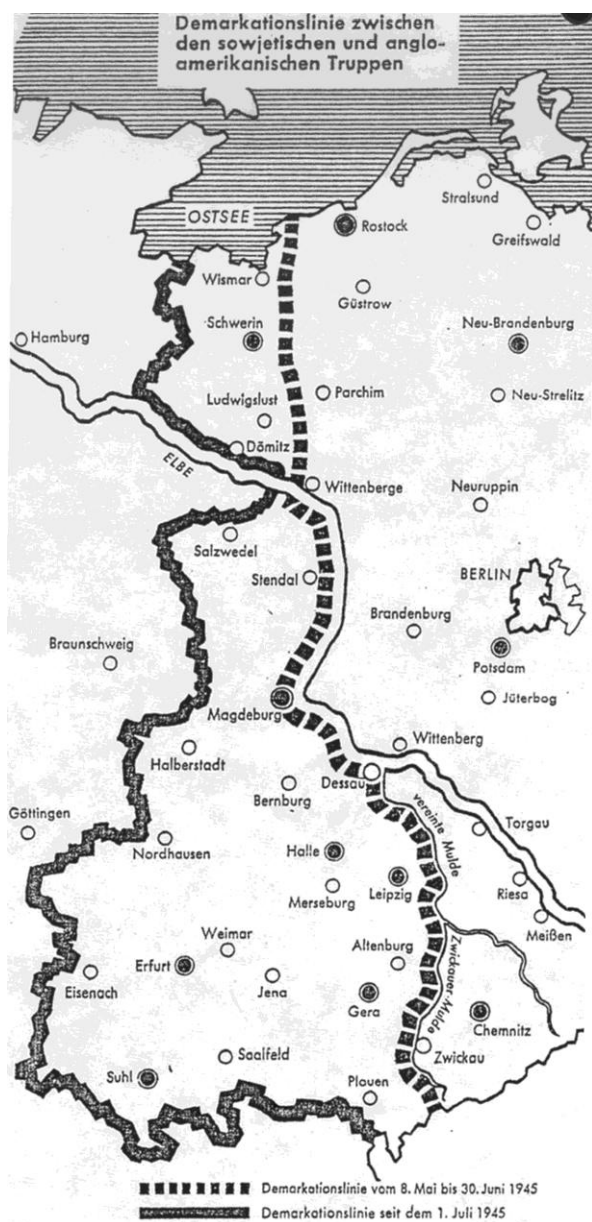 Demarkationslinie zwischen
den sowjetischen und anglo-
amerikanischen Truppen
Stralsund
OSTSEE
Rostock
Greifswald
Wismar
Güstrow
Hamburg
Schwerin
Neu-Brandenburg
Ludwigslust
Parchim
Neu-Strelitz
Dömitz
ELBE
Wittenberge
Neuruppin
Salzwedel
Stendal
BERLIN
Brandenburg
Braunschweig
Potsdam
Magdeburg
Jüterbog
Halberstadt
Wittenberg
Dessau
Bernburg
vereinte Mulde
Göttingen
Torgau
Nordhausen
Halle
Leipzig
Riesa
Merseburg
Meißen
Weimar
Altenburg
Zwickauer-Mulde
Erfurt
Eisenach
Jena
Gera
Chemnitz
Saalfeld
Zwickau
Suhl
Plauen
Demarkationslinie vom 8. Mai bis 30. Juni 1945
Demarkationslinie seit dem 1. Juli 1945